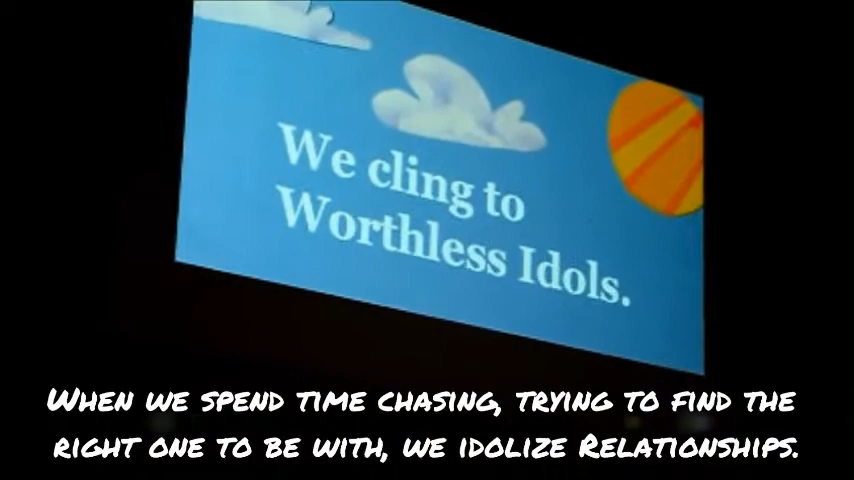 We cling to
Worthless Idols.
When we spend time chasing, trying to find the
right one to be with, we idolize Relationships.